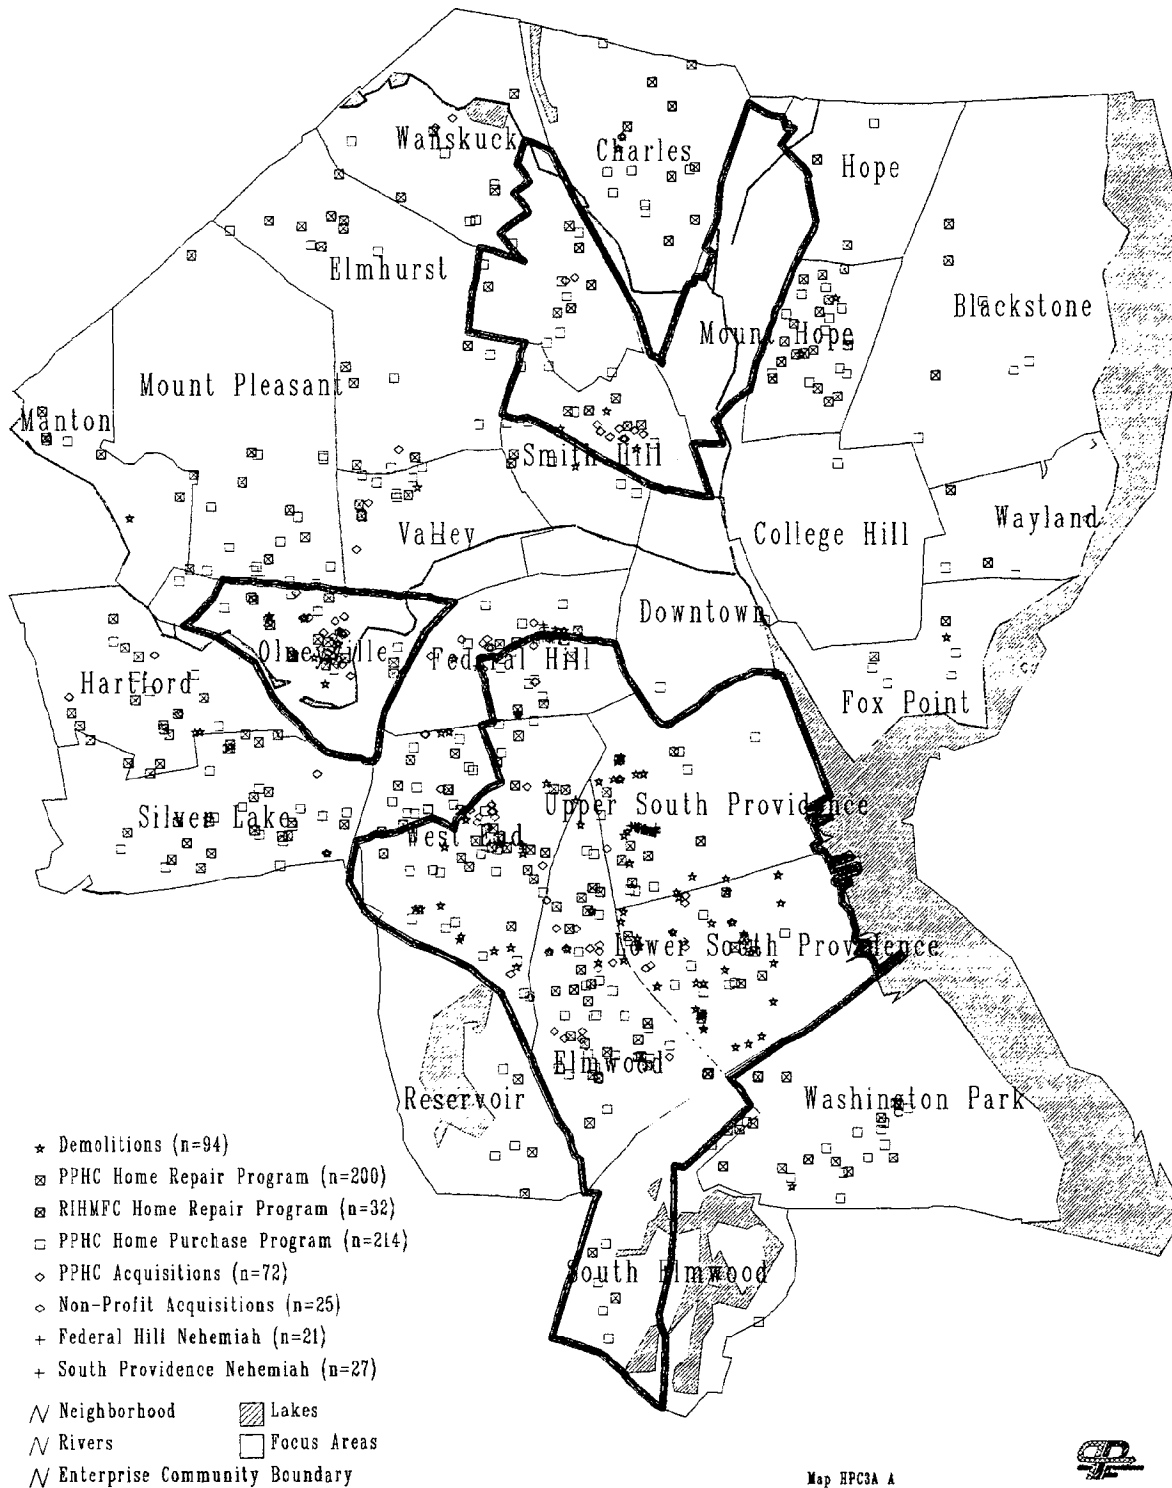 Wanskuck
Charles
Hope
Elmhurst
Blackstone
Mount Hope
Mount Pleasant
Manton
Smith Hill
Wayland
Valley
College Hill
Downtown
Olneyville
Federal Hill
Hartford
Fox Point
Upper South Providence
Silver Lake
West End
Lower South Providence
Elmwood
Reservoir
Washington Park
South Elmwood
Demolitions (n=94)
PPHC Home Repair Program (n=200)
RIHMFC Home Repair Program (n=32)
PPHC Home Purchase Program (n=214)
PPHC Acquisitions (n=72)
Non-Profit Acquisitions (n=25)
Federal Hill Nehemiah (n=21)
South Providence Nehemiah (n=27)
Neighborhood
Lakes
Rivers
Focus Areas
Enterprise Community Boundary
Map HPC3A A